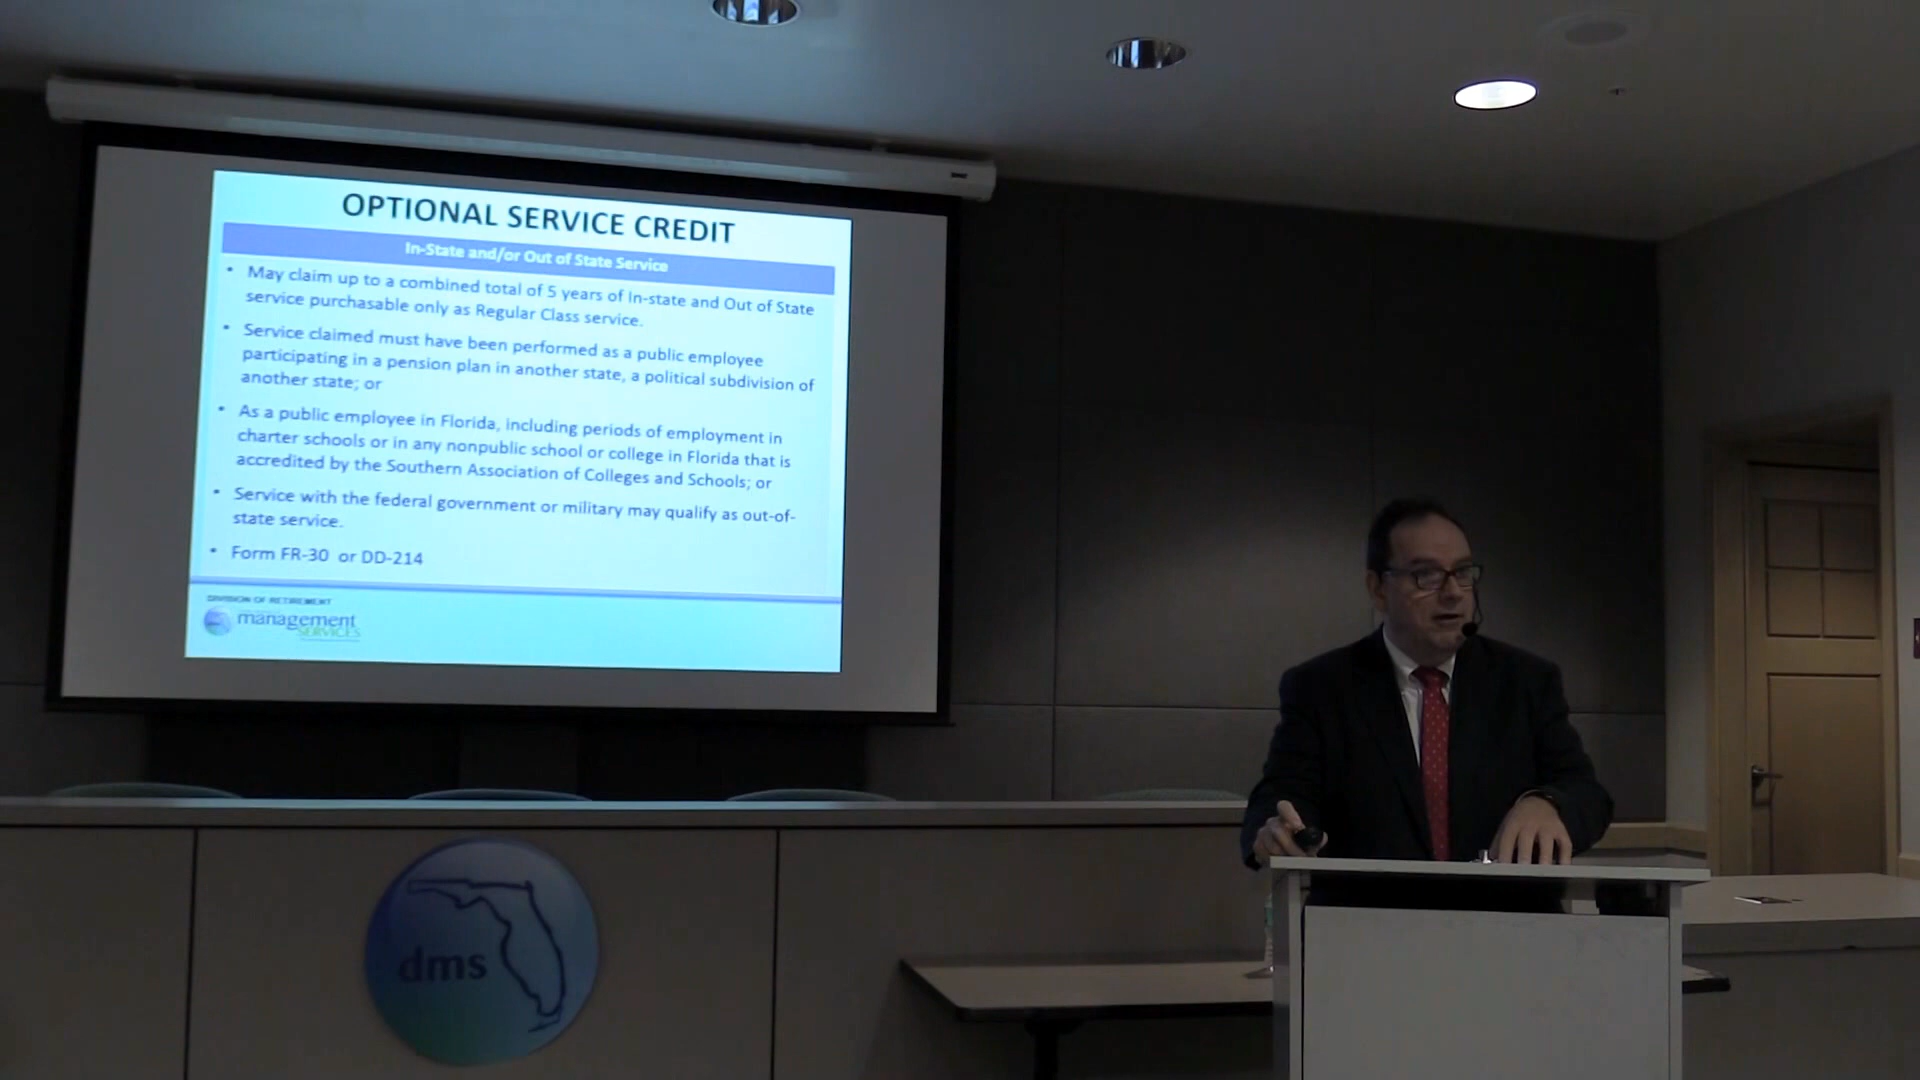 OPTIONAL SERVICE CREDIT
In-State and/or Out of State Service
• May claim up to a combined total of 5 years of In-state and Out of State
service purchasable only as Regular Class service.
• Service claimed must have been performed as a public employee
participating in a pension plan in another state, a political subdivision of
another state; or
• As a public employee in Florida, including periods of employment in
charter schools or in any nonpublic school or college in Florida that is
accredited by the Southern Association of Colleges and Schools; or
• Service with the federal government or military may qualify as out-of-
state service.
• Form FR-30 or DD-214
DIVISION OF RETIREMENT
management
SERVICES
dms